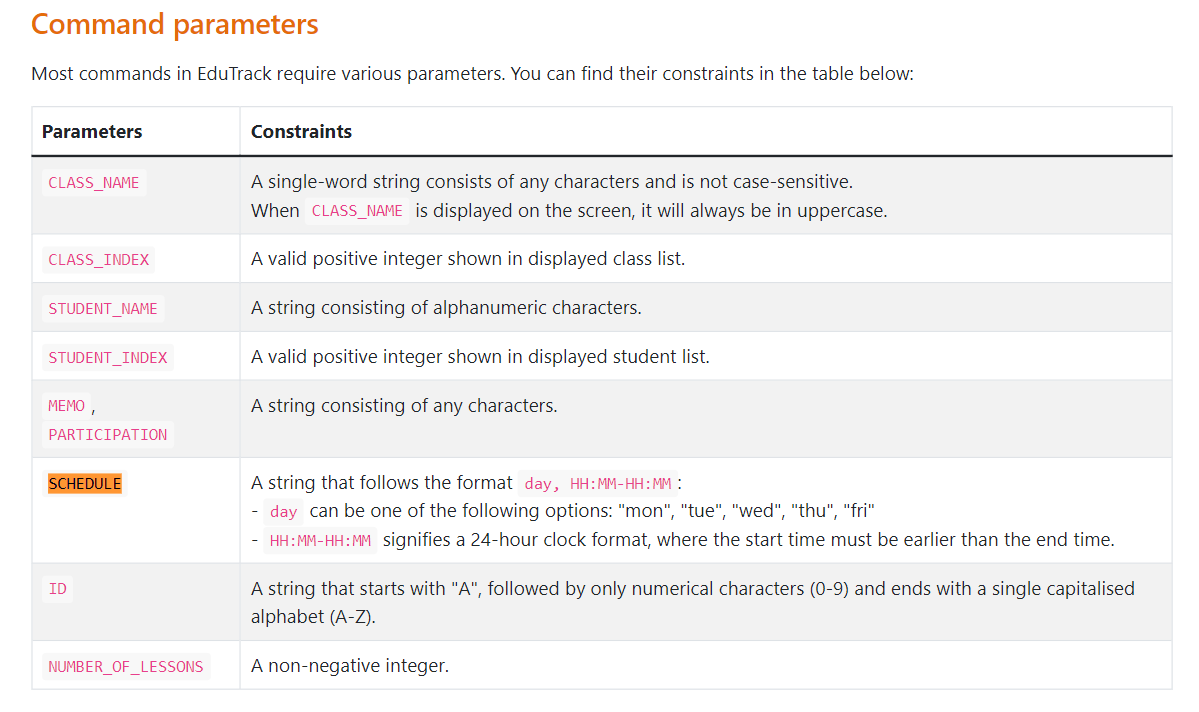 Command parameters
Most commands in EduTrack require various parameters. You can find their constraints in the table below:
Parameters Constraints
CLASS_NAME A single-word string consists of any characters and is not case-sensitive.
When CLASS_NAME is displayed on the screen, it will always be in uppercase.
CLASS_INDEX A valid positive integer shown in displayed class list.
STUDENT_NAME A string consisting of alphanumeric characters.
STUDENT_INDEX A valid positive integer shown in displayed student list.
MEMO , A string consisting of any characters.
PARTICIPATION
SCHEDULE A string that follows the format day, HH:MM-HH:MM :
- day can be one of the following options: "mon", "tue", "wed", "thu", "fri"
- HH:MM-HH:MM signifies a 24-hour clock format, where the start time must be earlier than the end time.
ID A string that starts with "A", followed by only numerical characters (0-9) and ends with a single capitalised
alphabet (A-Z).
NUMBER_OF_LESSONS A non-negative integer.